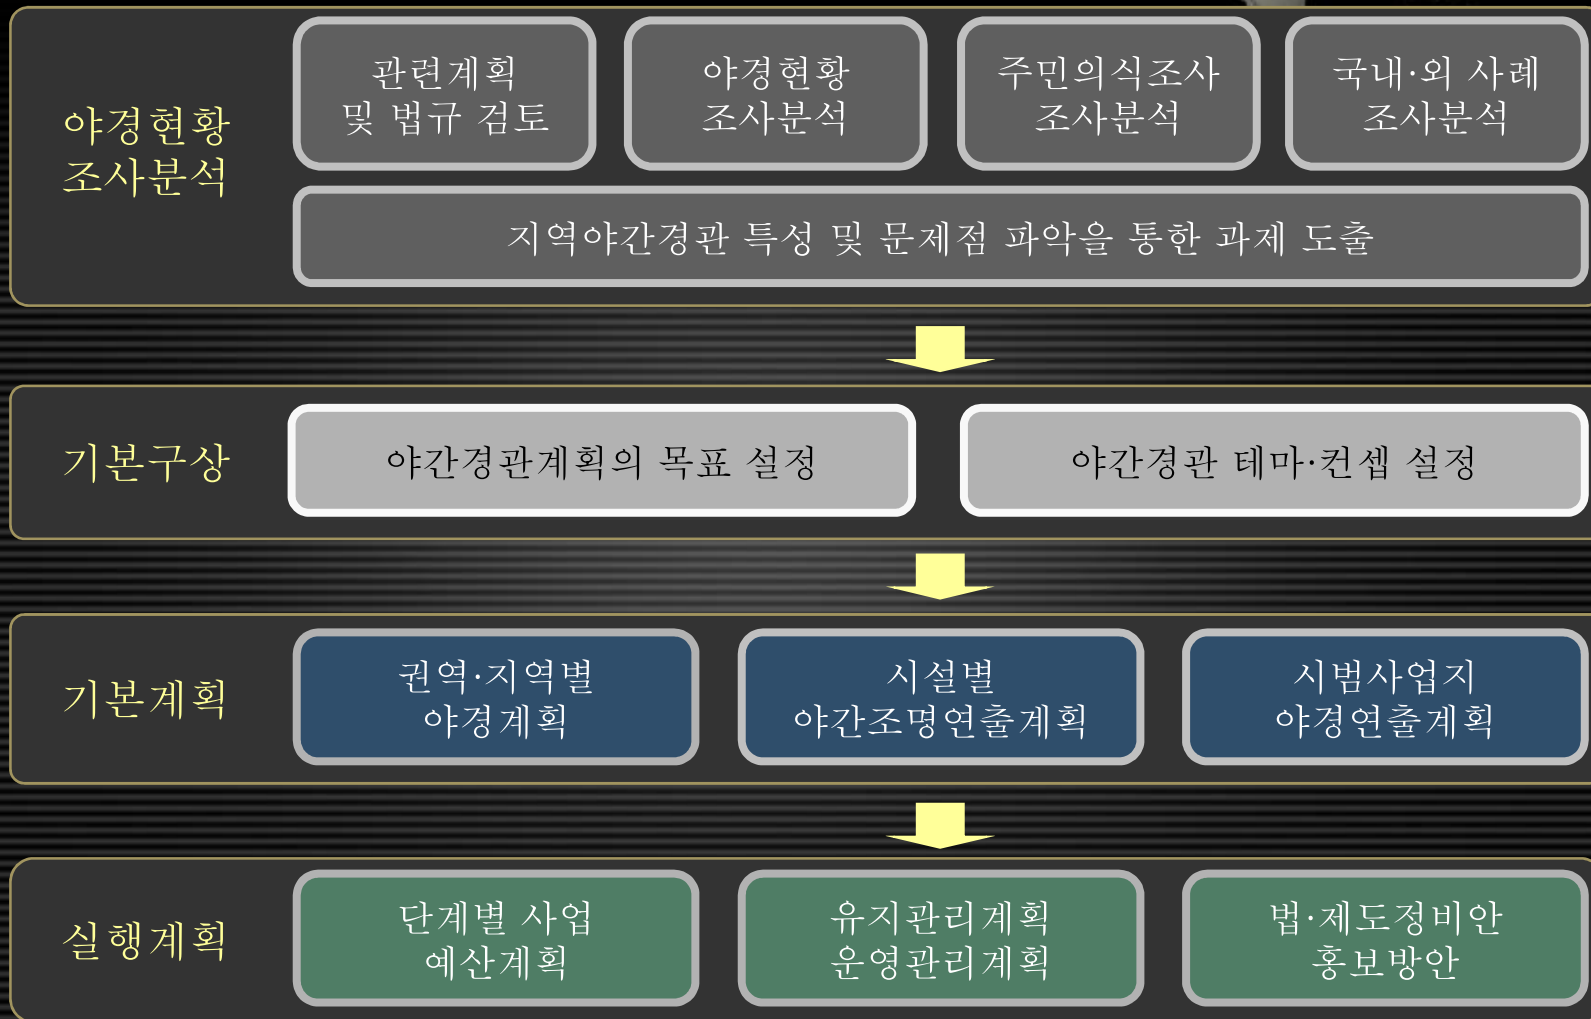 야경현황
조사분석
관련계획
및 법규 검토
야경현황
조사분석
주민의식조사
조사분석
국내·외 사례
조사분석
지역야간경관 특성 및 문제점 파악을 통한 과제 도출
기본구상
야간경관계획의 목표 설정
야간경관 테마·컨셉 설정
기본계획
권역·지역별
야경계획
시설별
야간조명연출계획
시범사업지
야경연출계획
실행계획
단계별 사업
예산계획
유지관리계획
운영관리계획
법·제도정비안
홍보방안